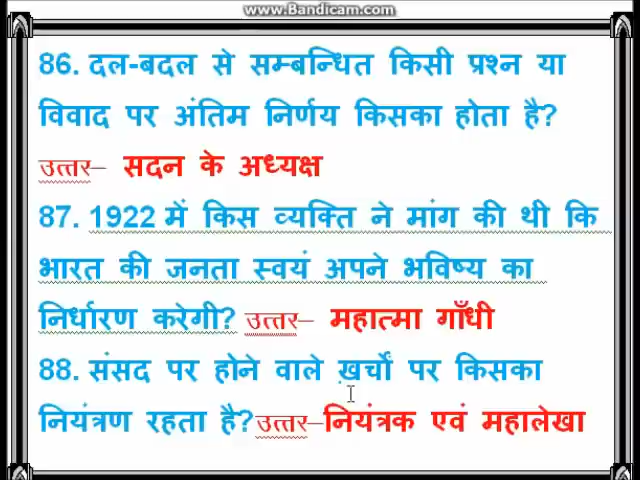 www.Bandicam.com
86. दल-बदल से सम्बन्धित किसी प्रश्न या
विवाद पर अंतिम निर्णय किसका होता है?
उत्तर– सदन के अध्यक्ष
87. 1922 में किस व्यक्ति ने मांग की थी कि
भारत की जनता स्वयं अपने भविष्य का
निर्धारण करेगी? उत्तर– महात्मा गाँधी
88. संसद पर होने वाले ख़र्चों पर किसका
नियंत्रण रहता है?उत्तर–नियंत्रक एवं महालेखा